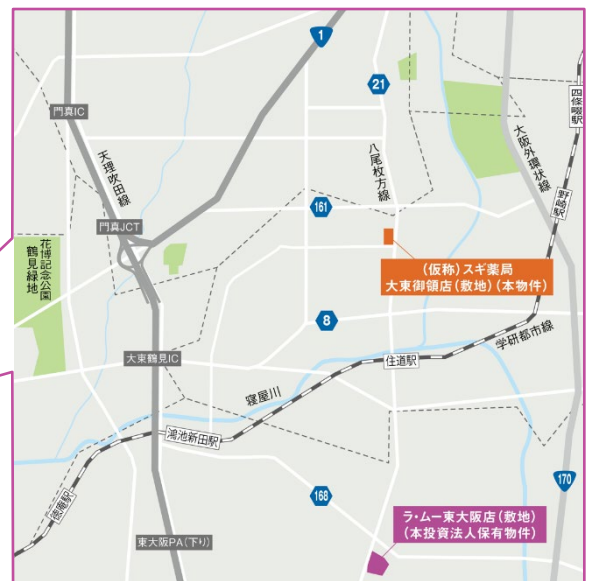 1
21
門真IC
天理吹田線
八尾枚方線
大阪外環状線
四條畷駅
野崎駅
161
門真JCT
花博記念公園
鶴見緑地
(仮称)スギ薬局
大東御領店(敷地)(本物件)
8
大東鶴見IC
住道駅
学研都市線
寝屋川
鴻池新田駅
徳庵駅
168
170
ラ・ムー東大阪店(敷地)
(本投資法人保有物件)
東大阪PA(下り)